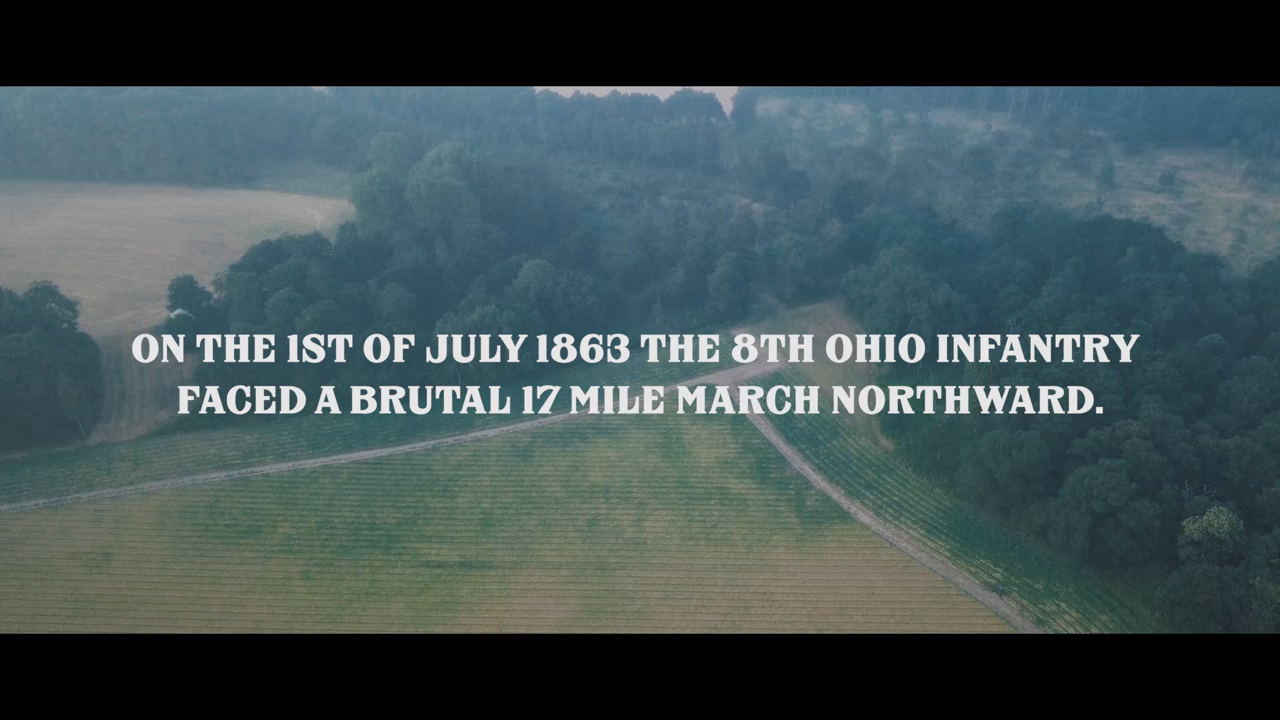 ON THE 1ST OF JULY 1863 THE 8TH OHIO INFANTRY
FACED A BRUTAL 17 MILE MARCH NORTHWARD.